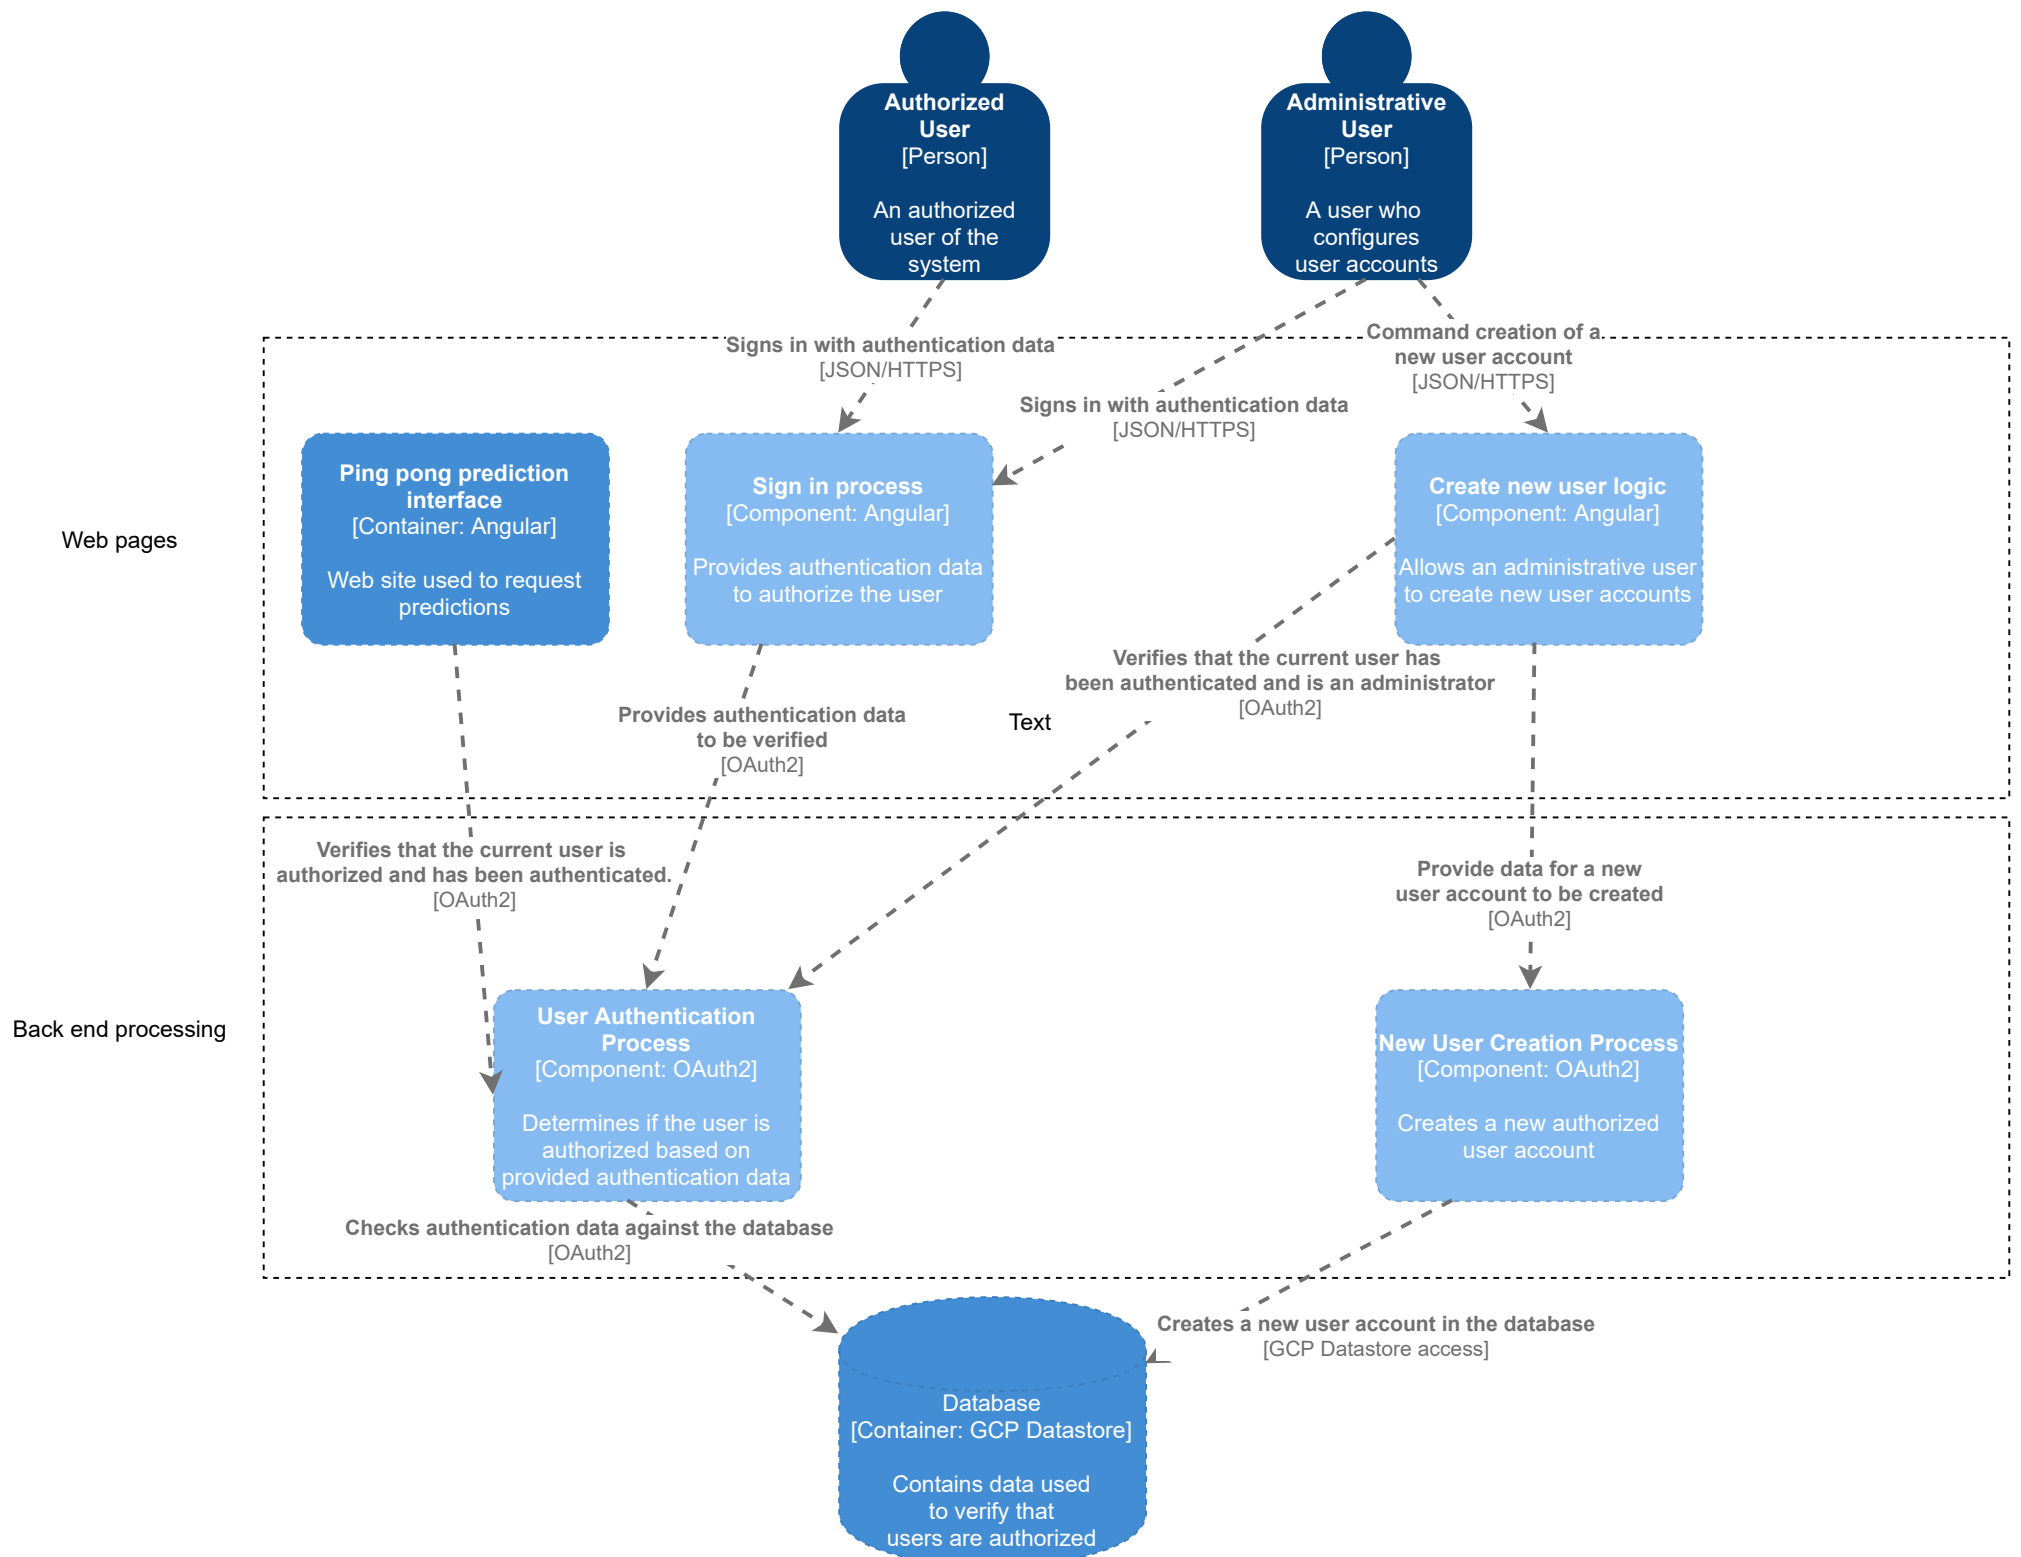 Authorized
User
[Person]
An authorized
user of the
system
Administrative
User
[Person]
A user who
configures
user accounts
Signs in with authentication data
[JSON/HTTPS]
Command creation of a
new user account
[JSON/HTTPS]
Signs in with authentication data
[JSON/HTTPS]
Web pages
Ping pong prediction
interface
[Container: Angular]
Web site used to request
predictions
Sign in process
[Component: Angular]
Provides authentication data
to authorize the user
Create new user logic
[Component: Angular]
Allows an administrative user
to create new user accounts
Verifies that the current user has
been authenticated and is an administrator
[OAuth2]
Provides authentication data
to be verified
[OAuth2]
Text
Verifies that the current user is
authorized and has been authenticated.
[OAuth2]
Provide data for a new
user account to be created
[OAuth2]
Back end processing
User Authentication
Process
[Component: OAuth2]
Determines if the user is
authorized based on
provided authentication data
New User Creation Process
[Component: OAuth2]
Creates a new authorized
user account
Checks authentication data against the database
[OAuth2]
Creates a new user account in the database
[GCP Datastore access]
Database
[Container: GCP Datastore]
Contains data used
to verify that
users are authorized